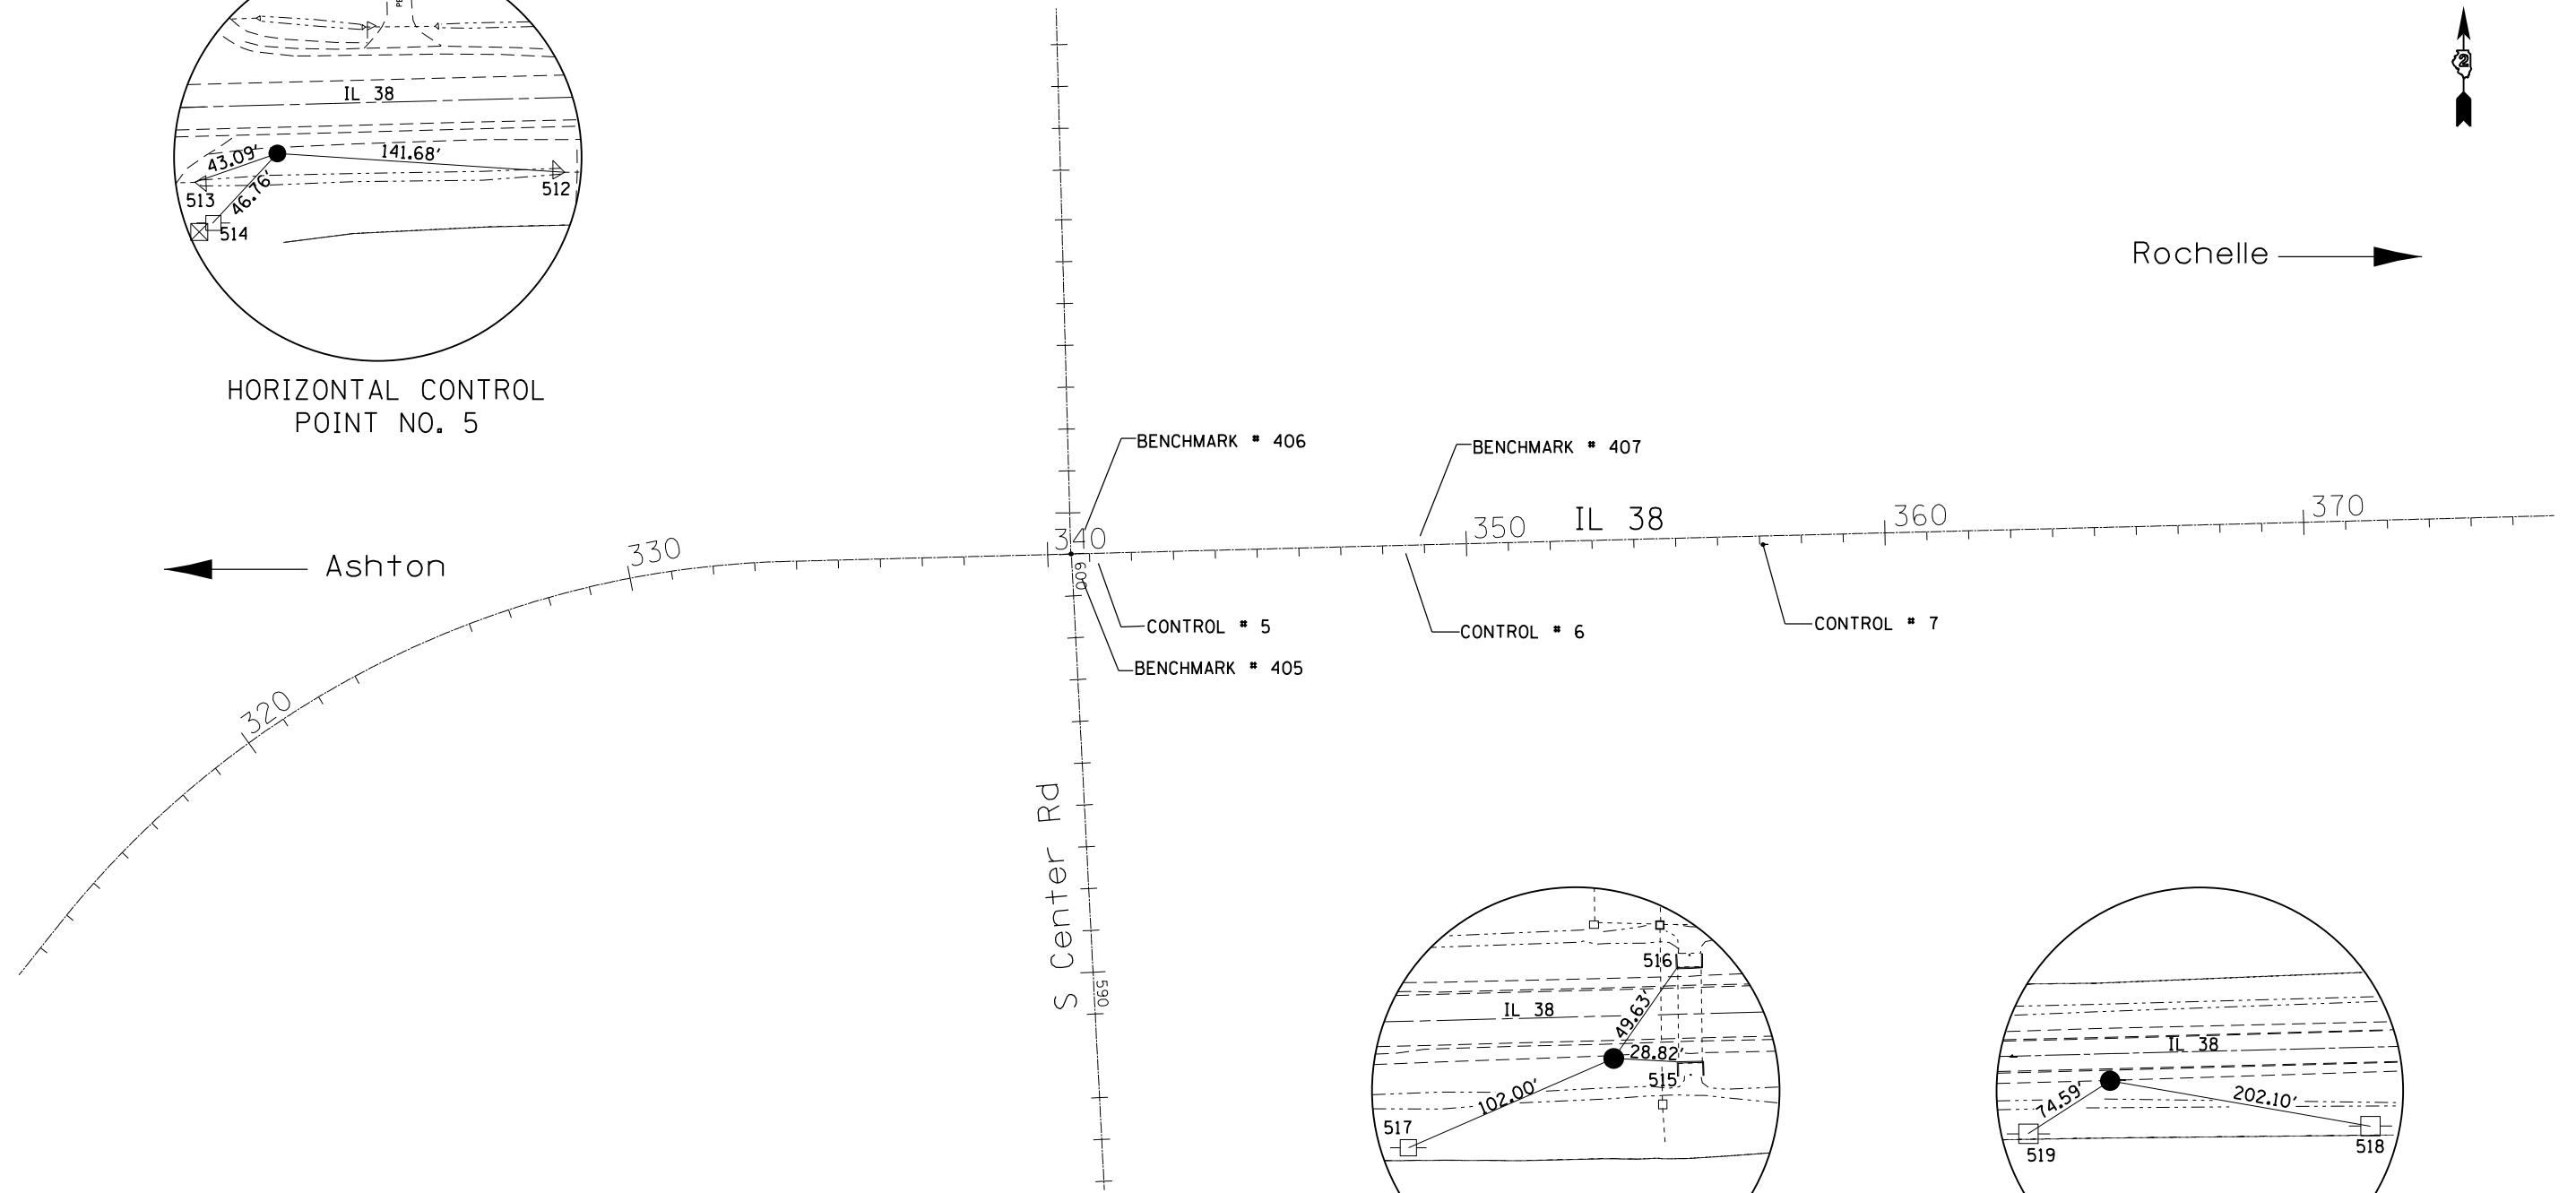 IL 38
43.09'
141.68'
513
46.76'
512
514
HORIZONTAL CONTROL
POINT NO. 5
2
Rochelle
BENCHMARK # 406
BENCHMARK # 407
340
350
IL 38
360
370
330
Ashton
600
CONTROL # 5
CONTROL # 6
CONTROL # 7
BENCHMARK # 405
320
S Center Rd
590
516
IL 38
49.63'
28.82'
515
102.00'
517
IL 38
74.59'
202.10'
519
518